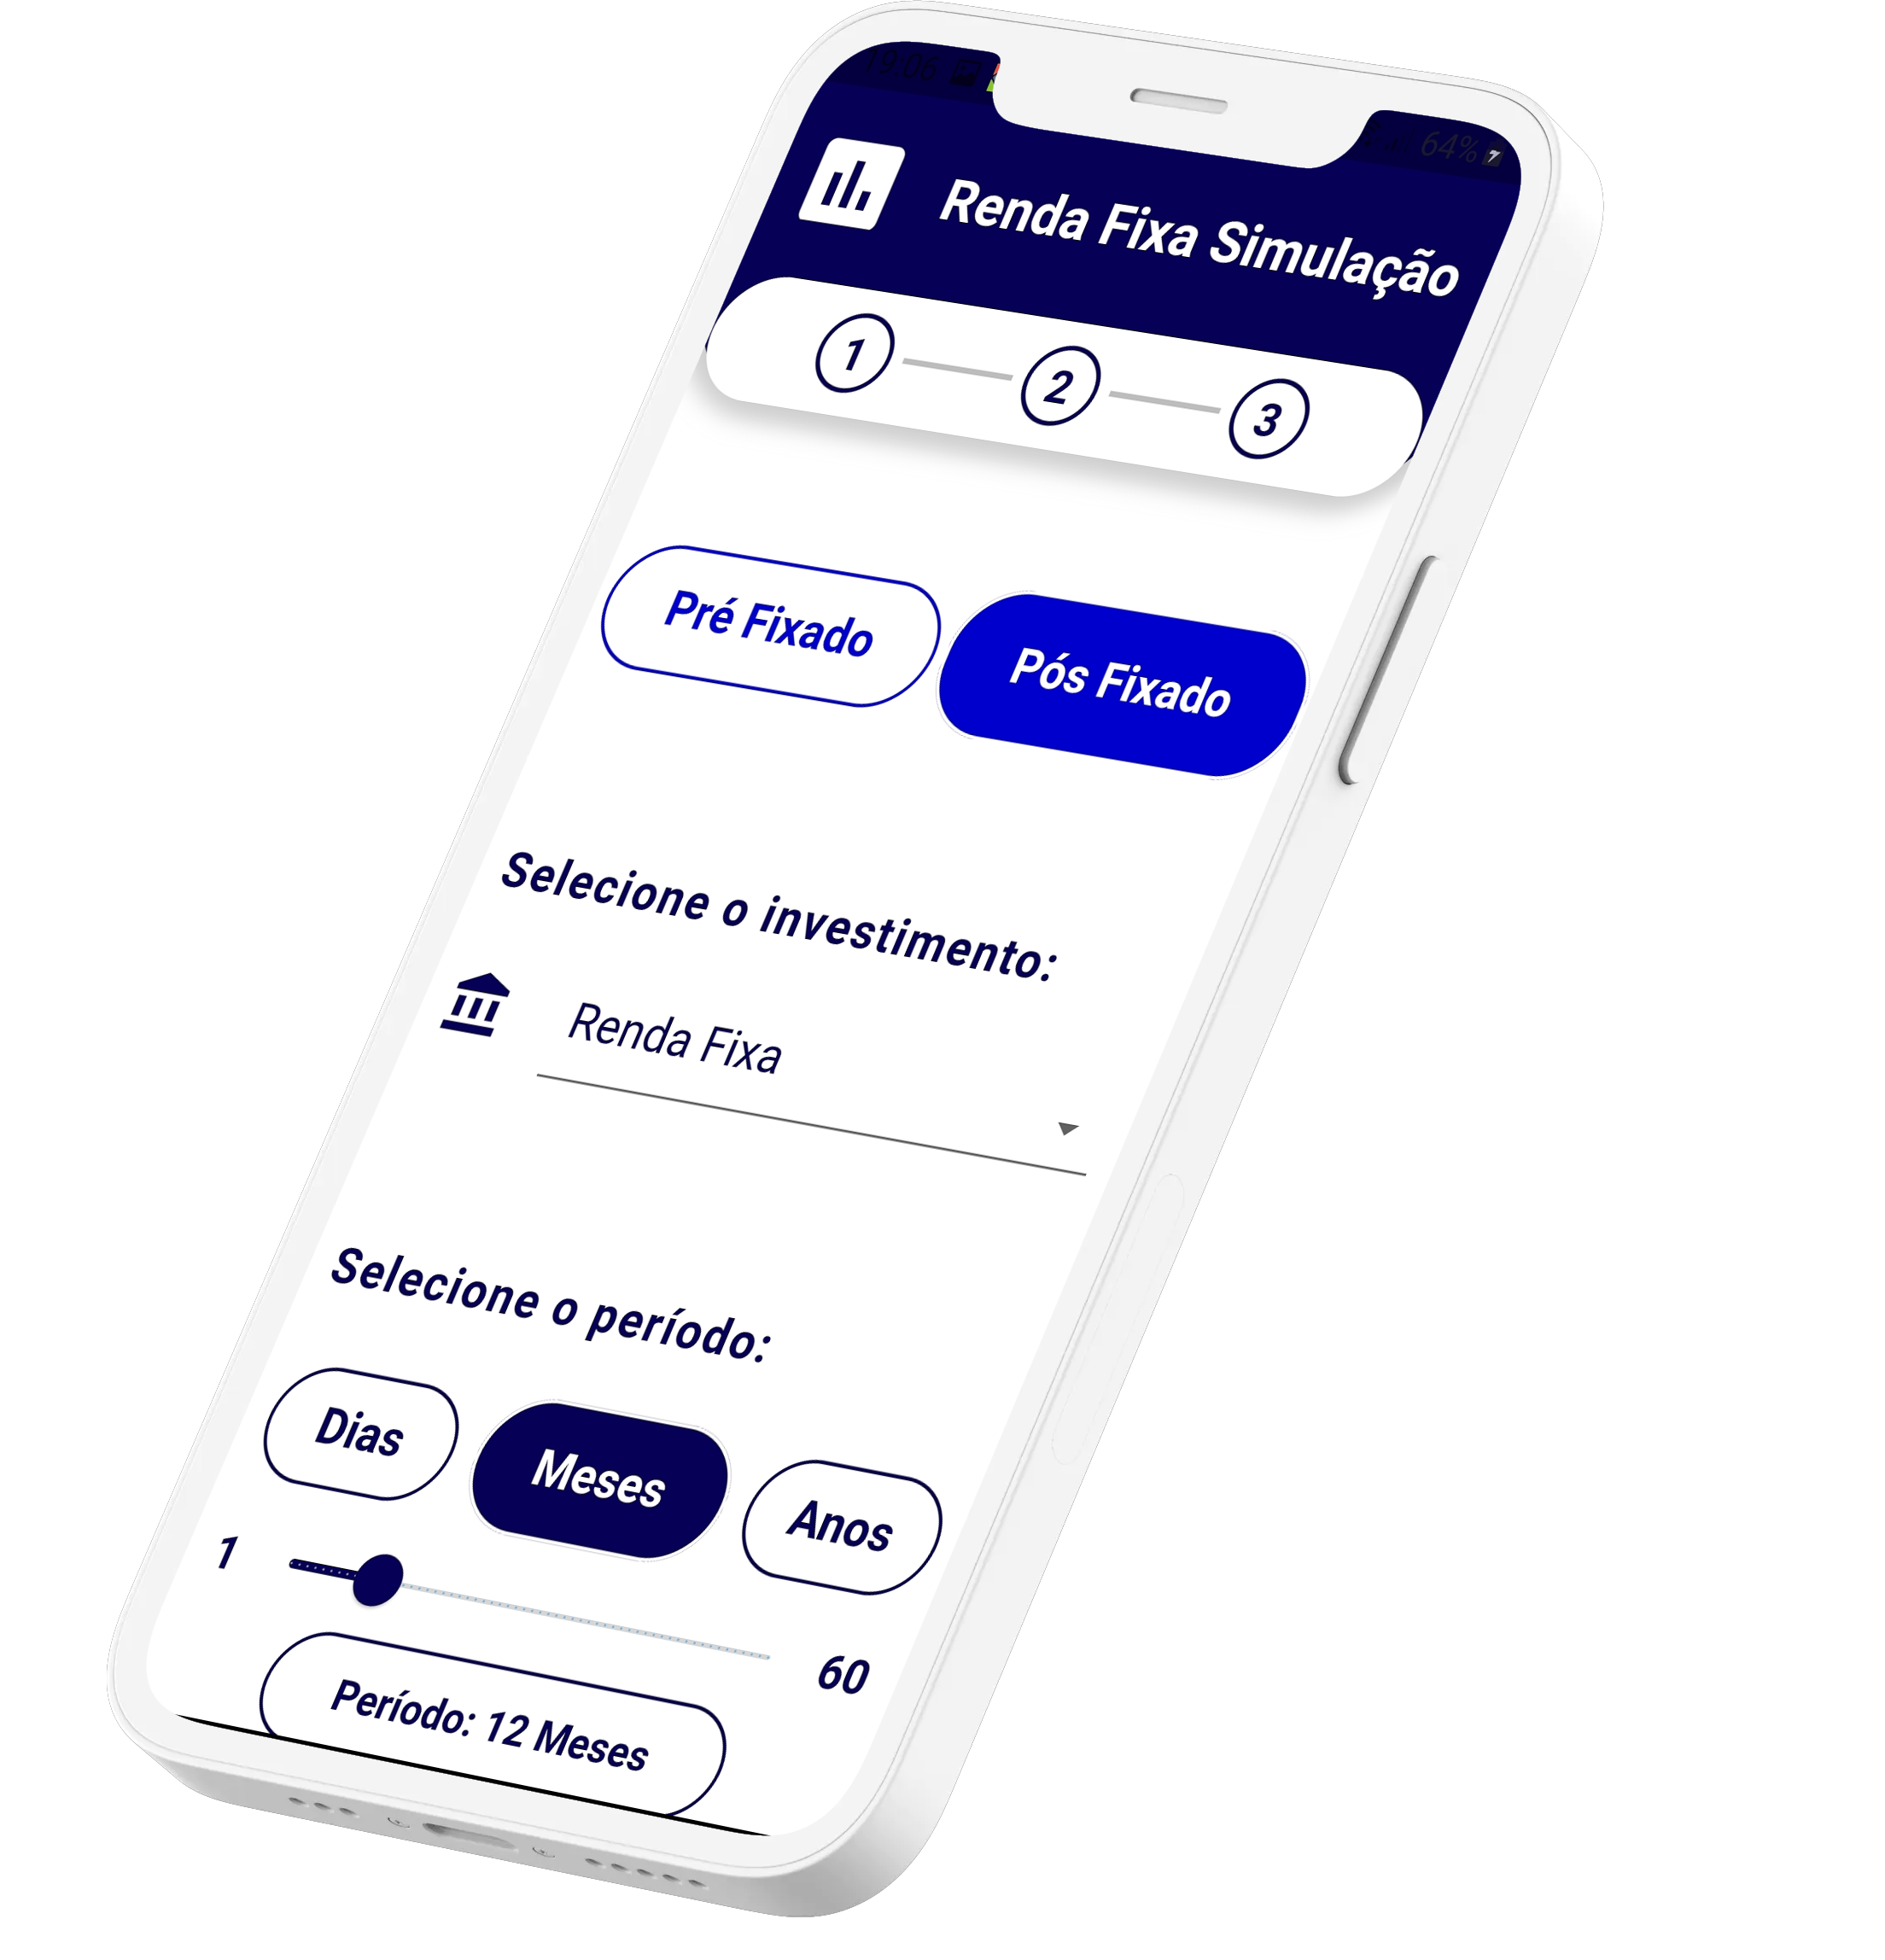 19:06
64%
Renda Fixa Simulação
1
2
3
Pré Fixado
Pós Fixado
Selecione o investimento:
Renda Fixa
Selecione o período:
Dias
Meses
Anos
1
60
Período: 12 Meses